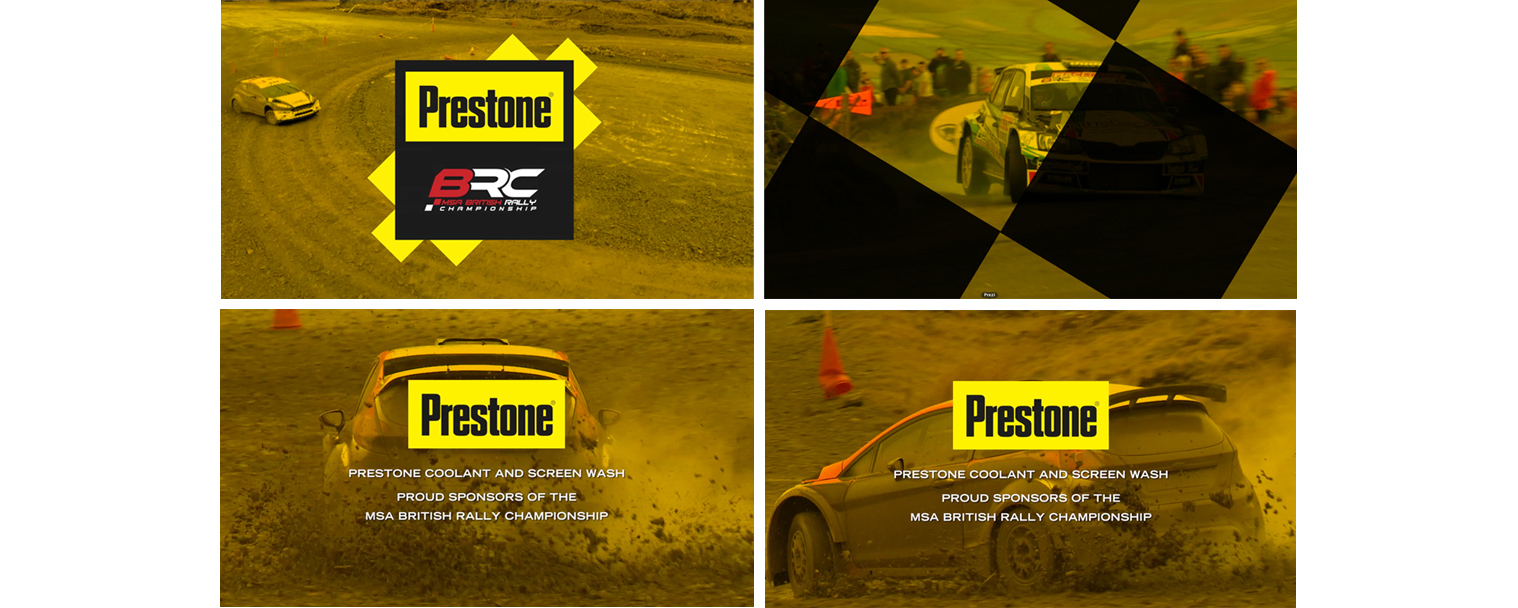 Prestone
BRC
MSA BRITISH RALLY
CHAMPIONSHIP
BRC
Prezi
Prestone
PRESTONE COOLANT AND SCREEN WASH
PROUD SPONSORS OF THE
MSA BRITISH RALLY CHAMPIONSHIP
Prestone
PRESTONE COOLANT AND SCREEN WASH
PROUD SPONSORS OF THE
MSA BRITISH RALLY CHAMPIONSHIP